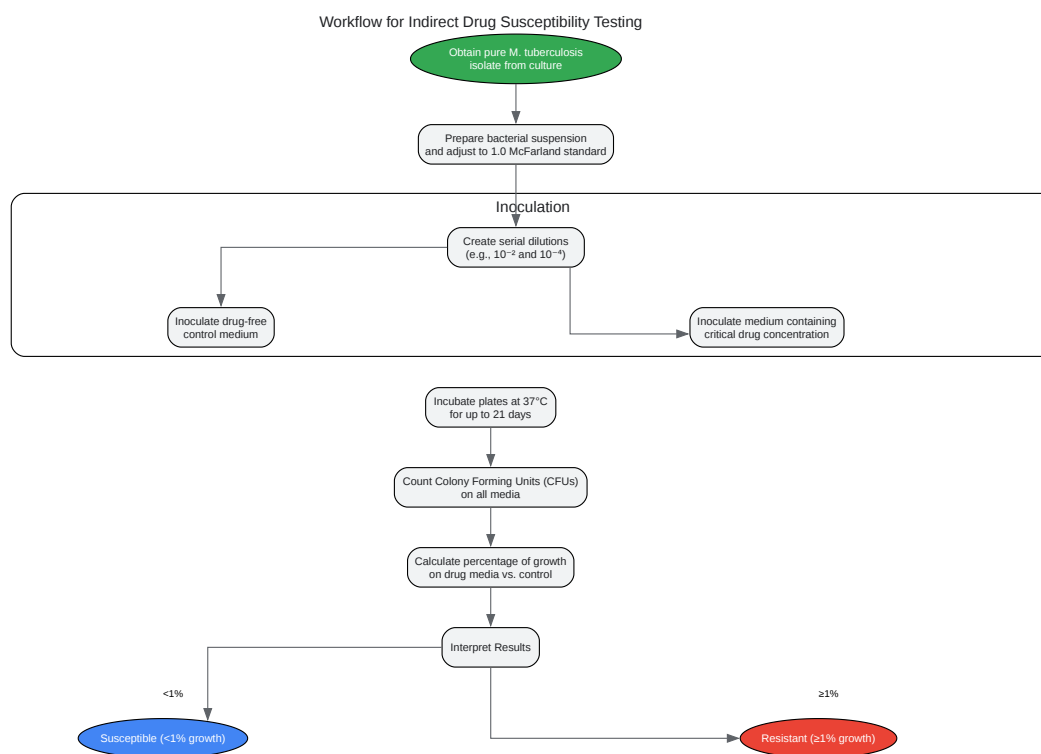 Workflow for Indirect Drug Susceptibility Testing
Obtain pure M. tuberculosis
isolate from culture
Prepare bacterial suspension
and adjust to 1.0 McFarland standard
Inoculation
Create serial dilutions
(e.g., 10⁻² and 10⁻⁴)
Inoculate drug-free
control medium
Inoculate medium containing
critical drug concentration
Incubate plates at 37°C
for up to 21 days
Count Colony Forming Units (CFUs)
on all media
Calculate percentage of growth
on drug media vs. control
Interpret Results
<1%
≥1%
Susceptible (<1% growth)
Resistant (≥1% growth)